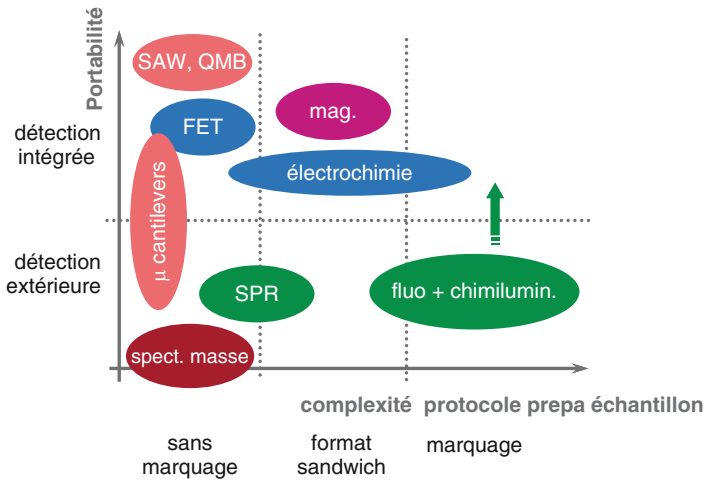 Portabilité
SAW, QMB
FET
mag.
détection
intégrée
électrochimie
µ cantilevers
détection
extérieure
SPR
fluo + chimilumin.
spect. masse
complexité protocole prepa échantillon
sans
marquage
format
sandwich
marquage